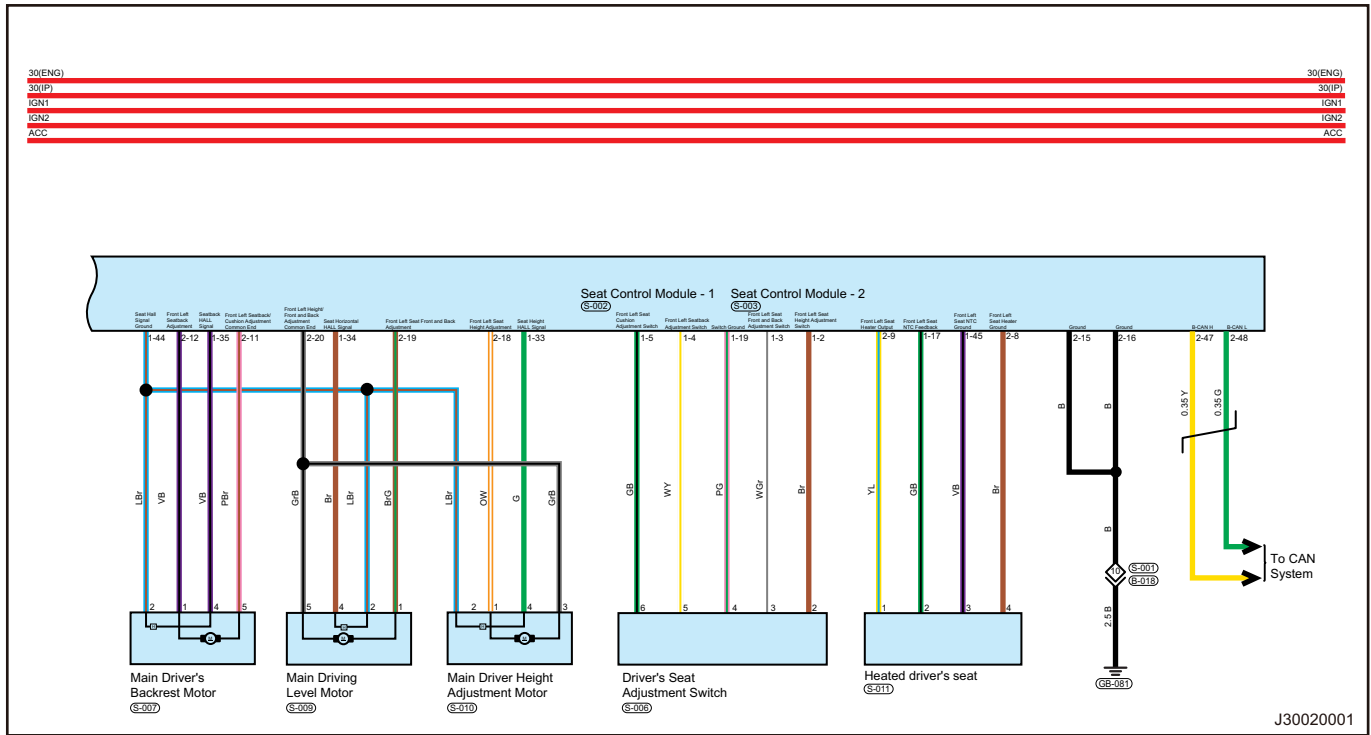 30(ENG) 30(ENG)
30(IP) 30(IP)
IGN1 IGN1
IGN2 IGN2
ACC ACC
Seat Control Module - 1 Seat Control Module - 2
S-002 S-003
Seat Hall
Signal
Ground
Front Left
Seatback
Adjustment
Seatback
HALL
Signal
Front Left Seatback/
Cushion Adjustment
Common End
Front Left Height/
Front and Back
Adjustment
Common End
Seat Horizontal
HALL Signal
Front Left Seat Front and Back
Adjustment
Front Left Seat
Height Adjustment
Seat Height
HALL Signal
Front Left Seat
Cushion
Adjustment Switch
Front Left Seatback
Adjustment Switch
Switch Ground
Front Left Seat
Front and Back
Adjustment Switch
Front Left Seat
Height Adjustment
Switch
Front Left Seat
Heater Output
Front Left Seat
NTC Feedback
Front Left
Seat NTC
Ground
Front Left
Seat Heater
Ground
Ground
Ground
B-CAN H
B-CAN L
1-44 2-12 1-35 2-11 2-20 1-34 2-19 2-18 1-33 1-5 1-4 1-19 1-3 1-2 2-9 1-17 1-45 2-8 2-15 2-16 2-47 2-48
0.35 Y 0.35 G
B B
LBr VB VB PBr GrB Br LBr BrG LBr OW G GrB GB WY PG WGr Br YL GB VB Br
B
10 S-001
B-018
To CAN
System
2.5 B
2 1 4 5 5 4 2 1 2 1 4 3 6 5 4 3 2 1 2 3 4
M M M
Main Driver's
Backrest Motor
S-007
Main Driving
Level Motor
S-009
Main Driver Height
Adjustment Motor
S-010
Driver's Seat
Adjustment Switch
S-006
Heated driver's seat
S-011
GB-081
J30020001